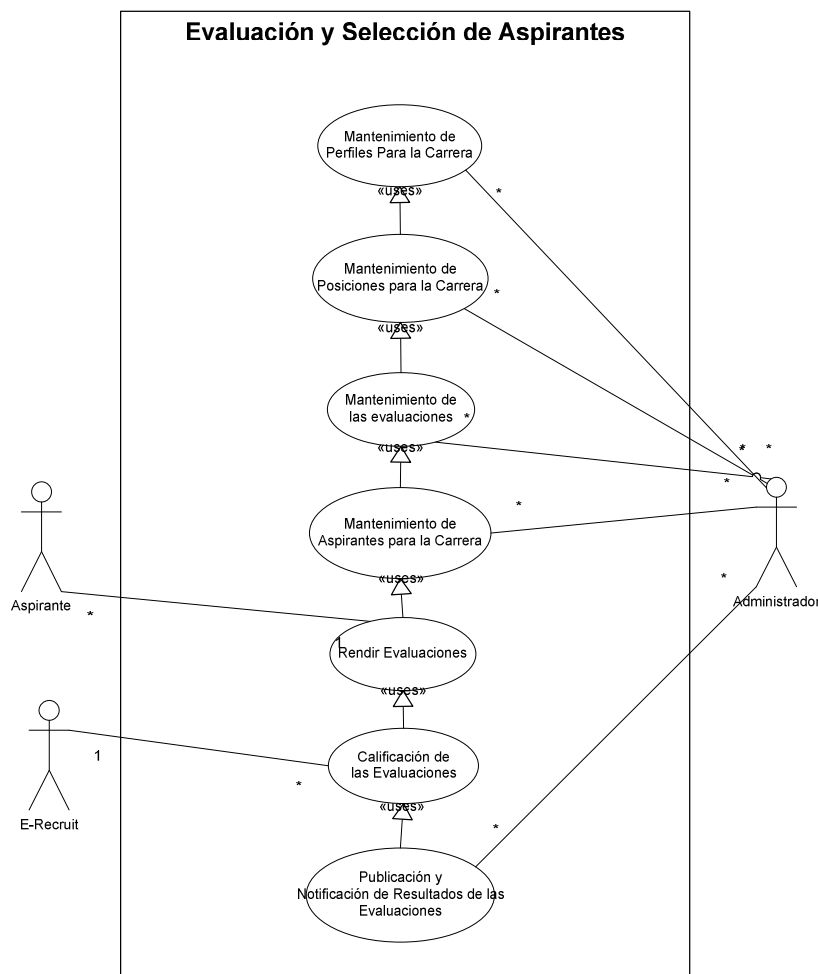 Evaluación y Selección de Aspirantes
Mantenimiento de
Perfiles Para la Carrera
*
«uses»
Mantenimiento de
Posiciones para la Carrera
*
«uses»
Mantenimiento de
las evaluaciones
*
* *
«uses»
*
Mantenimiento de
Aspirantes para la Carrera
*
«uses»
*
Administrador
Aspirante
*
1
Rendir Evaluaciones
«uses»
Calificación de
las Evaluaciones
1
*
E-Recruit
«uses»
*
Publicación y
Notificación de Resultados de las
Evaluaciones